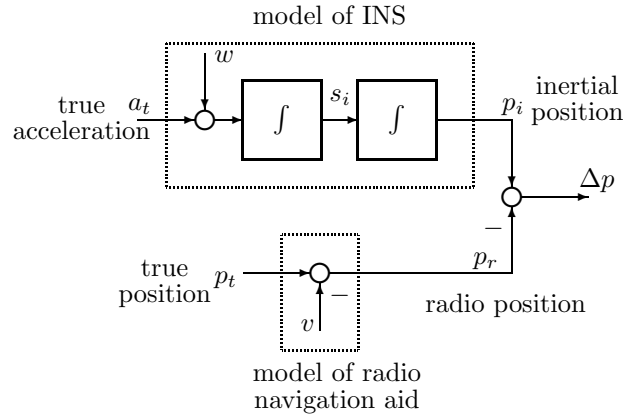 model of INS
w
true
acceleration
a_t
∫
s_i
∫
p_i
inertial
position
Δp
−
true
position
p_t
−
p_r
v
radio position
model of radio
navigation aid